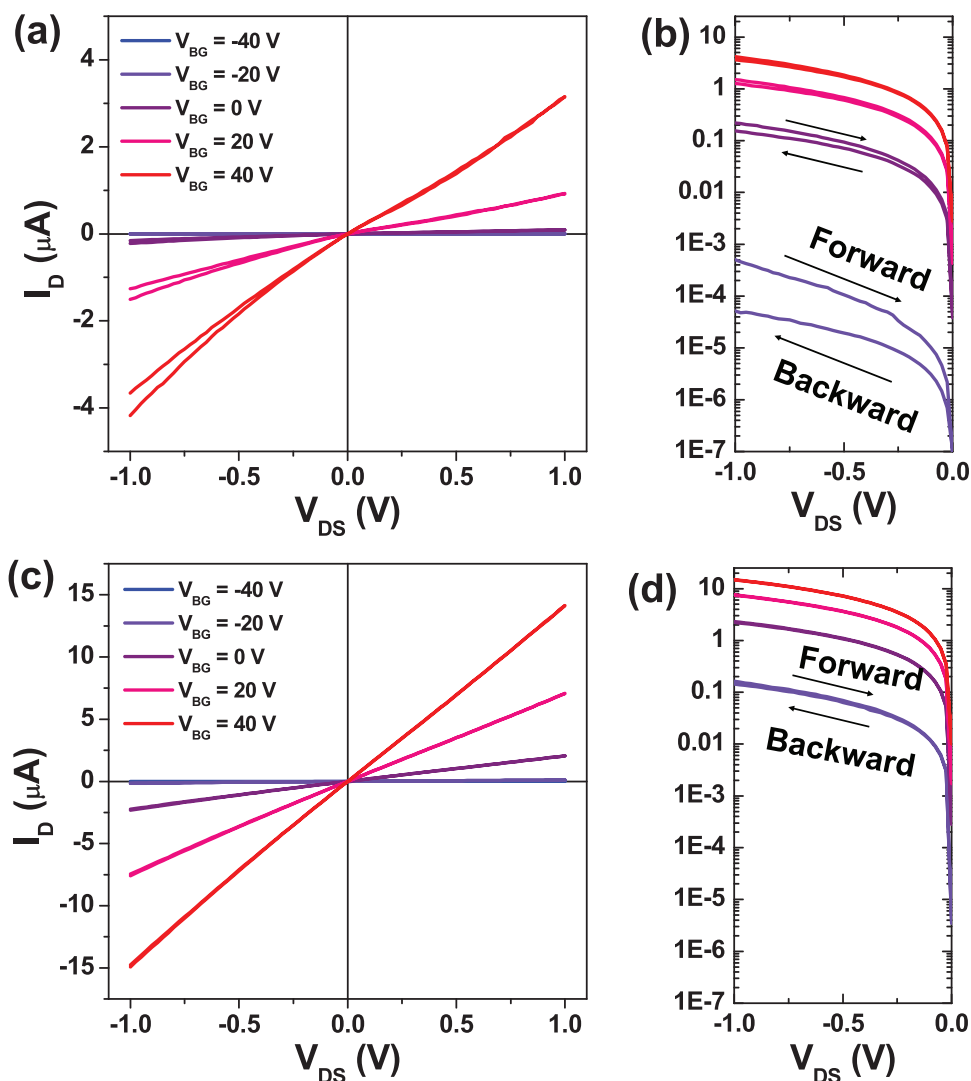 (a)
V_BG = -40 V
V_BG = -20 V
V_BG = 0 V
V_BG = 20 V
V_BG = 40 V
4
2
0
-2
-4
I_D (μA)
-1.0 -0.5 0.0 0.5 1.0
V_DS (V)
(b)
10
1
0.1
0.01
1E-3
1E-4
1E-5
1E-6
1E-7
Forward
Backward
-1.0 -0.5 0.0
V_DS (V)
(c)
V_BG = -40 V
V_BG = -20 V
V_BG = 0 V
V_BG = 20 V
V_BG = 40 V
15
10
5
0
-5
-10
-15
I_D (μA)
-1.0 -0.5 0.0 0.5 1.0
V_DS (V)
(d)
10
1
0.1
0.01
1E-3
1E-4
1E-5
1E-6
1E-7
Forward
Backward
-1.0 -0.5 0.0
V_DS (V)